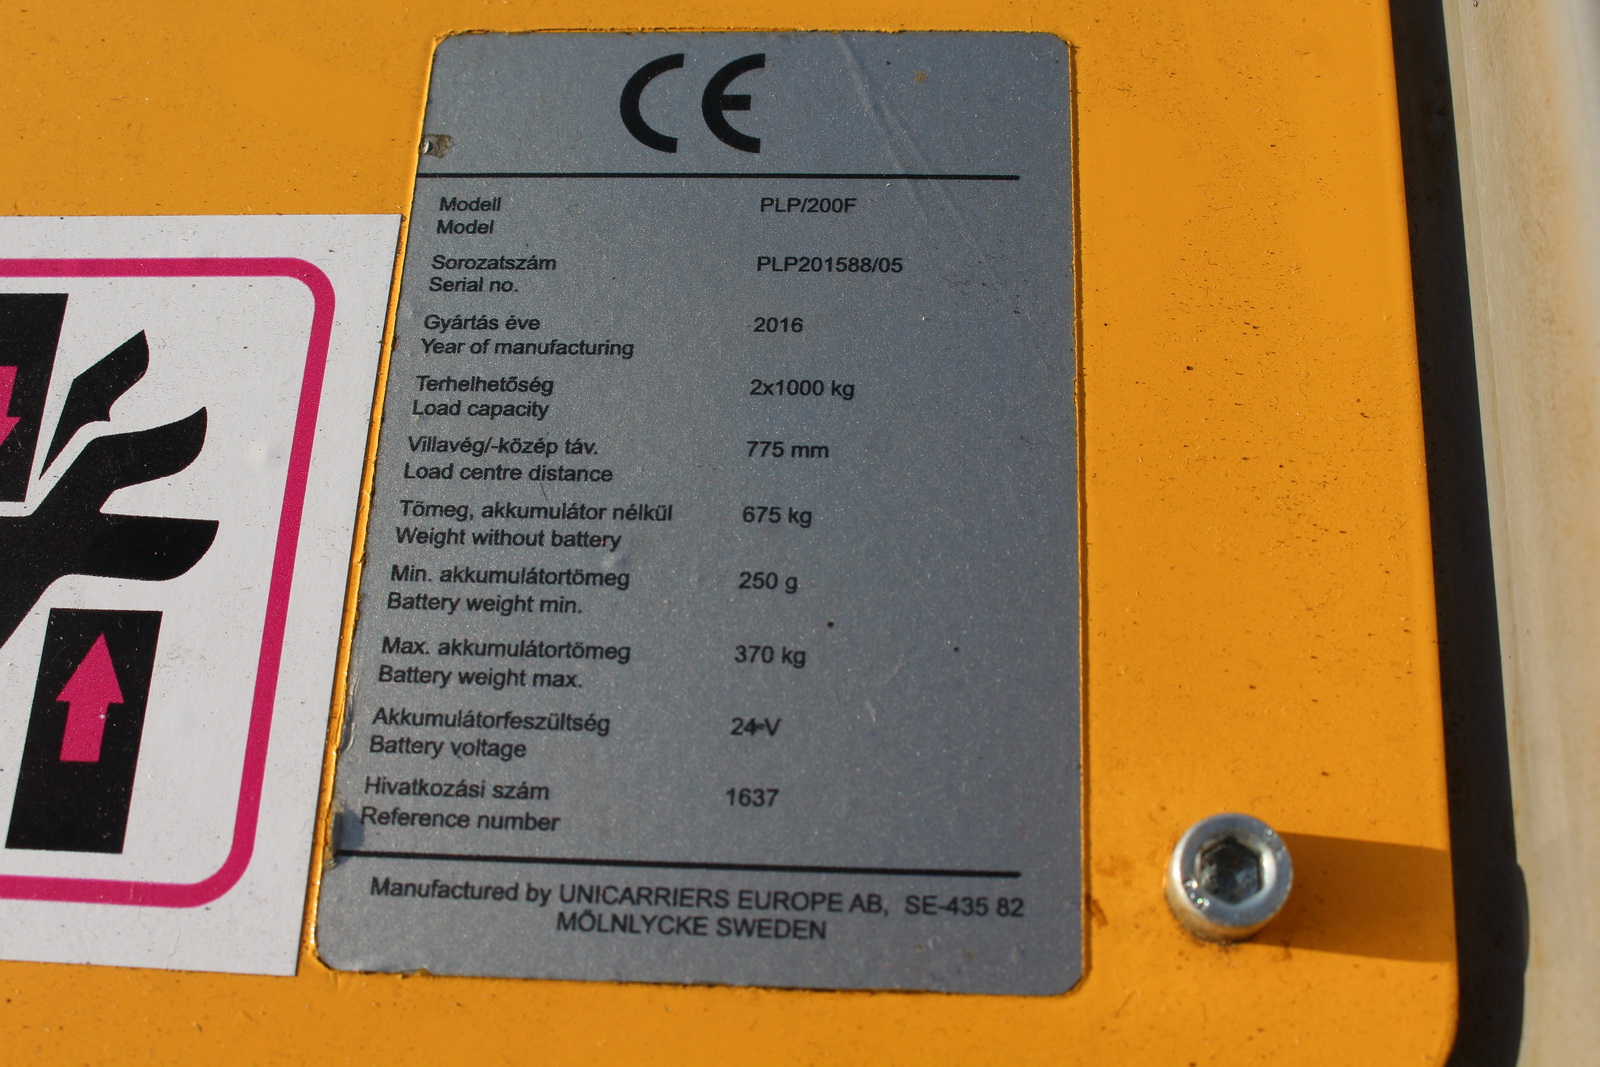 CE
Modell PLP/200F
Model
Sorozatszám PLP201588/05
Serial no.
Gyártás éve 2016
Year of manufacturing
Terhelhetőség 2x1000 kg
Load capacity
Villavég/-közép táv. 775 mm
Load centre distance
Tömeg, akkumulátor nélkül 675 kg
Weight without battery
Min. akkumulátortömeg 250 g
Battery weight min.
Max. akkumulátortömeg 370 kg
Battery weight max.
Akkumulátorfeszültség 24 V
Battery voltage
Hivatkozási szám 1637
Reference number
Manufactured by UNICARRIERS EUROPE AB, SE-435 82
MÖLNLYCKE SWEDEN